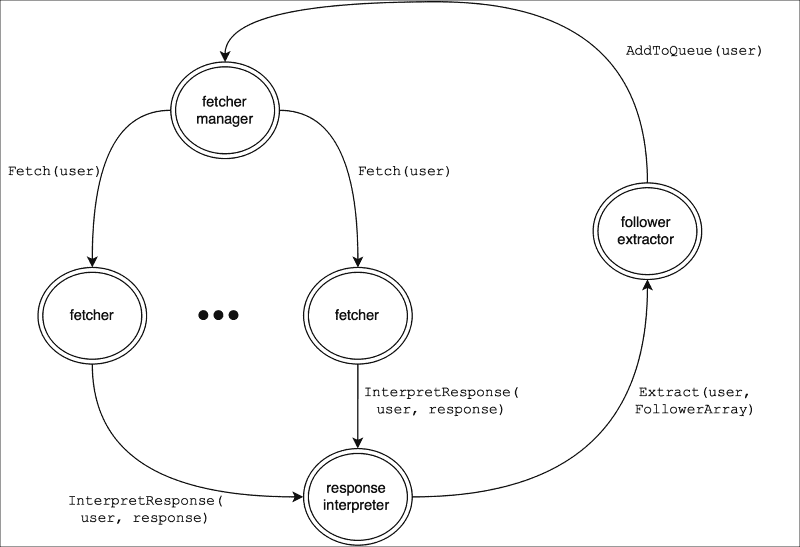 AddToQueue(user)
fetcher
manager
Fetch(user)
Fetch(user)
follower
extractor
fetcher
fetcher
InterpretResponse(
user, response)
Extract(user,
FollowerArray)
response
interpreter
InterpretResponse(
user, response)